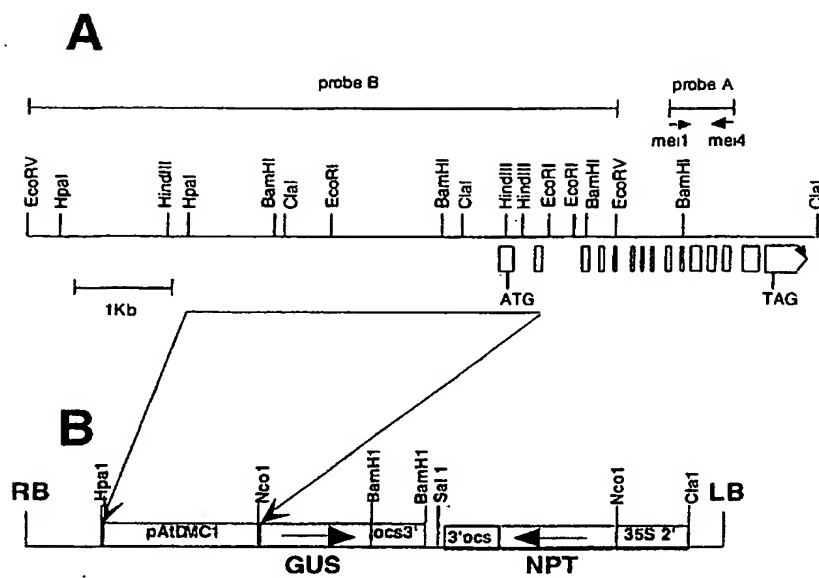 A
probe B
probe A
mei1 mei4
EcoRV HpaI HindIII HpaI BamHI ClaI EcoRI BamHI ClaI HindIII HindIII EcoRI EcoRI BamHI EcoRV BamHI ClaI
ATG TAG
1Kb
B
RB Hpa1 Nco1 BamH1 BamH1 Sal 1 Nco1 Cla1 LB
pAtDMC1 ocs3' 3'ocs 35S 2'
GUS NPT